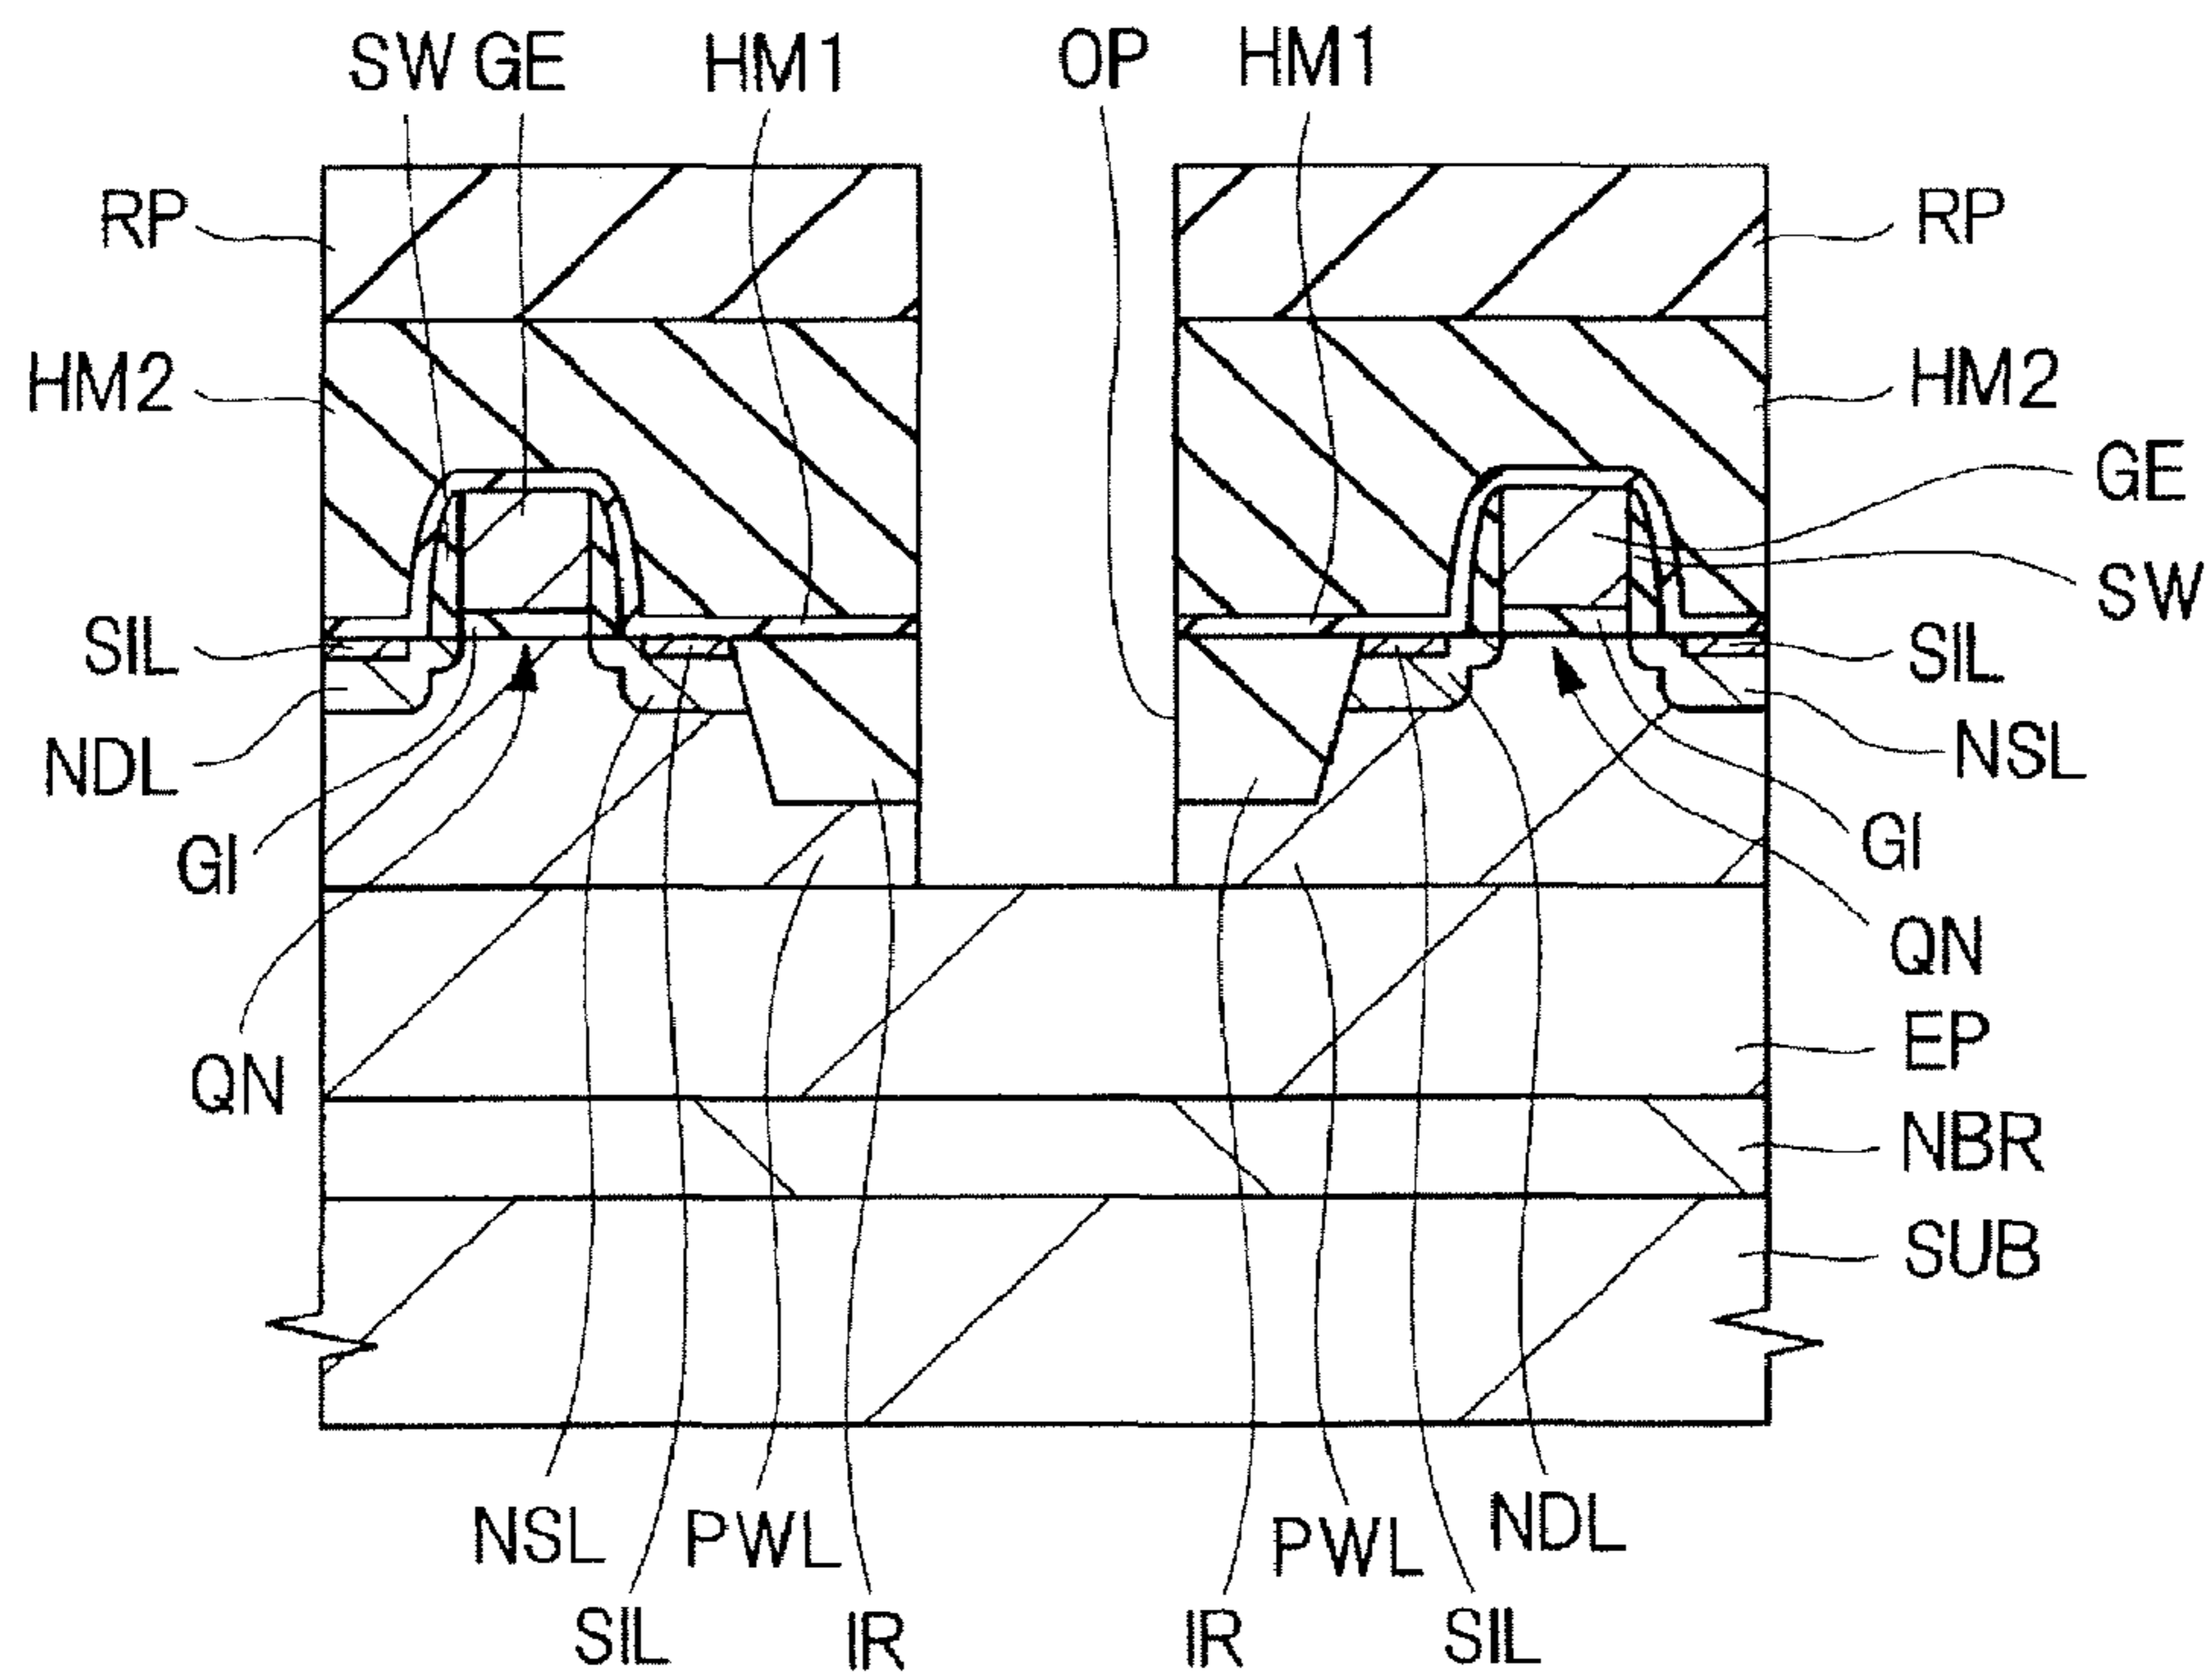 SW GE HM1 OP HM1
RP RP
HM2 HM2
GE
SW
SIL SIL
NDL NSL
GI GI
QN
EP
QN
NBR
SUB
NSL PWL PWL NDL
SIL IR IR SIL